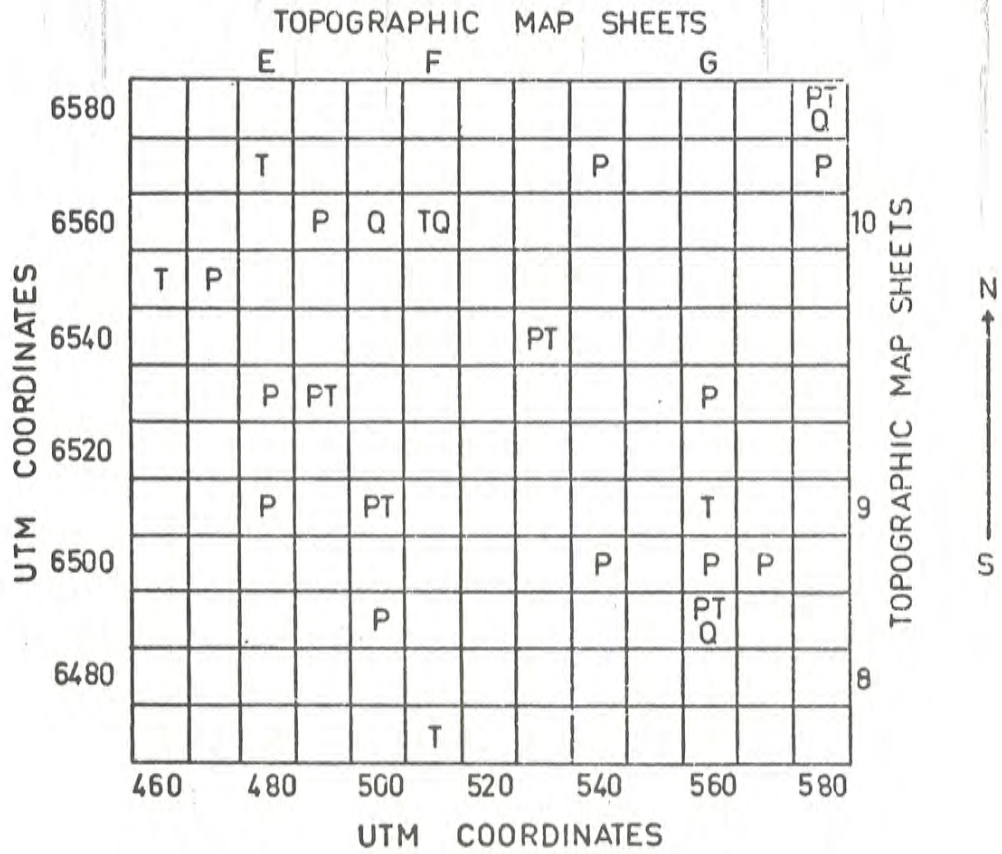 TOPOGRAPHIC MAP SHEETS
E F G
6580 PT
Q
T P P
6560 P Q TQ 10
T P
6540 PT
P PT P
6520
P PT T 9
6500 P P P
P PT
Q
6480 8
T
460 480 500 520 540 560 580
UTM COORDINATES
UTM COORDINATES
TOPOGRAPHIC MAP SHEETS
N
S